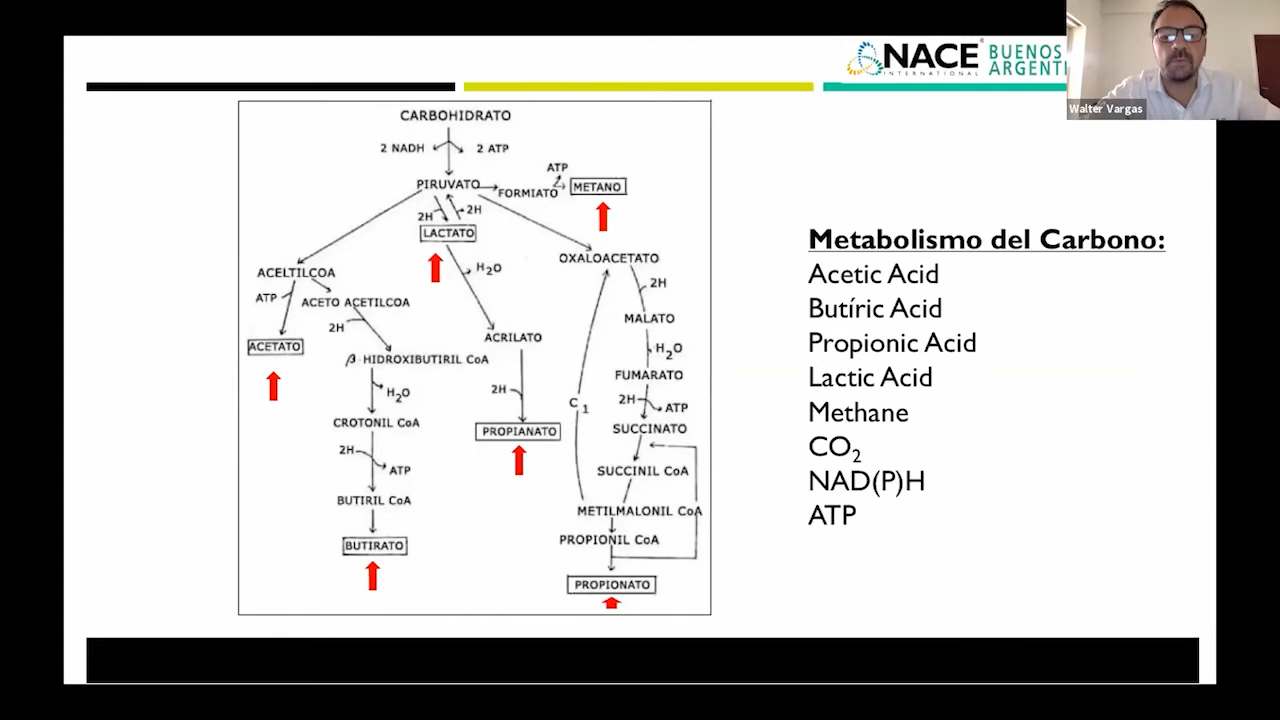 NACE
INTERNATIONAL
®
BUENOS
ARGENTI
Walter Vargas
CARBOHIDRATO
2 NADH
2 ATP
ATP
PIRUVATO
FORMIATO
METANO
2H
2H
LACTATO
H2O
OXALOACETATO
ACELTILCOA
2H
ATP
ACETO ACETILCOA
MALATO
2H
ACRILATO
ACETATO
H2O
β-HIDROXIBUTIRIL CoA
FUMARATO
2H
H2O
2H
C1
ATP
CROTONIL CoA
PROPIANATO
SUCCINATO
2H
ATP
SUCCINIL CoA
BUTIRIL CoA
METILMALONIL CoA
PROPIONIL CoA
BUTIRATO
PROPIONATO
Metabolismo del Carbono:
Acetic Acid
Butíric Acid
Propionic Acid
Lactic Acid
Methane
CO2
NAD(P)H
ATP